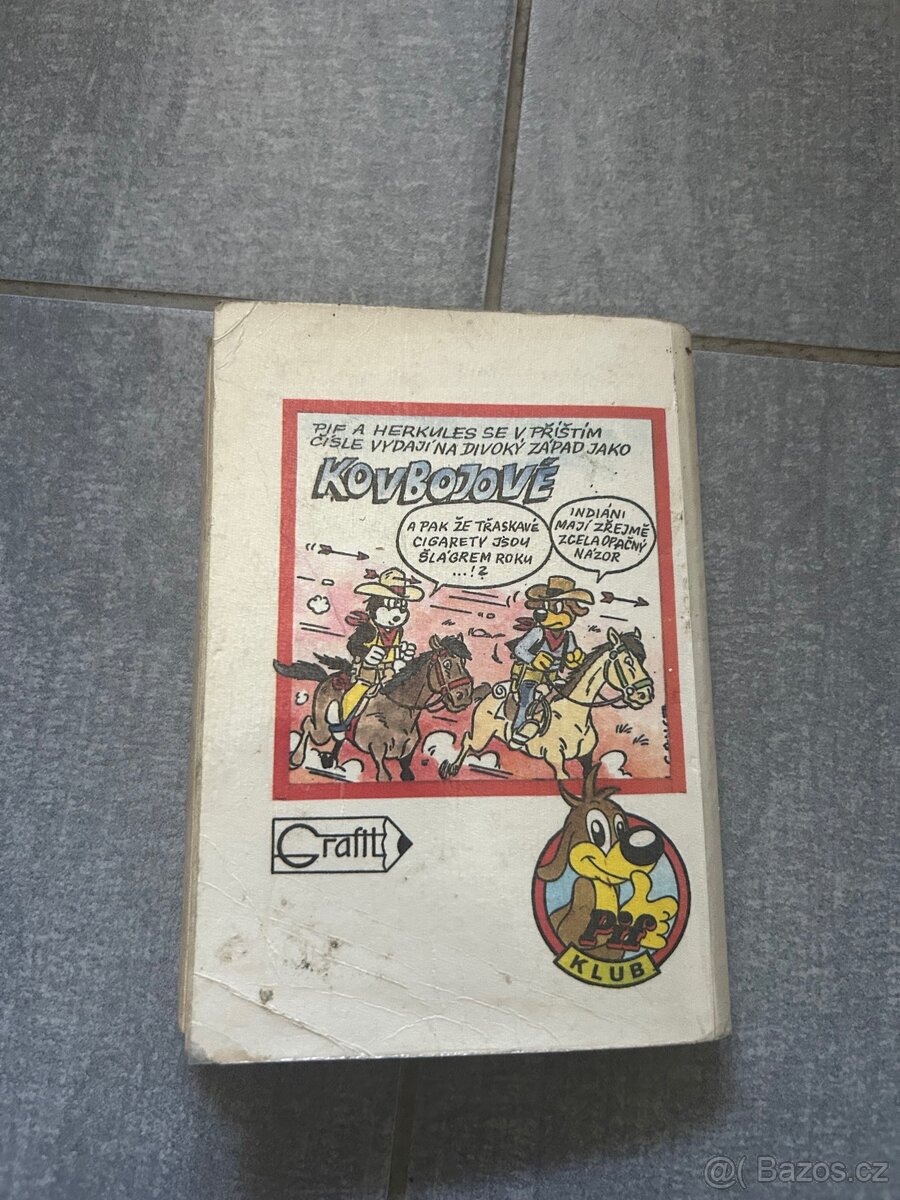 PIF A HERKULES SE V PŘÍŠTÍM
ČÍSLE VYDAJÍ NA DIVOKÝ ZÁPAD JAKO
KOVBOJOVÉ
A PAK ŽE TŘASKAVÉ
CIGARETY JSOU
ŠLÁGREM ROKU
...!?
INDIÁNI
MAJÍ ZŘEJMĚ
ZCELA OPAČNÝ
NÁZOR
Grafit
Pif
KLUB
@( Bazos.cz